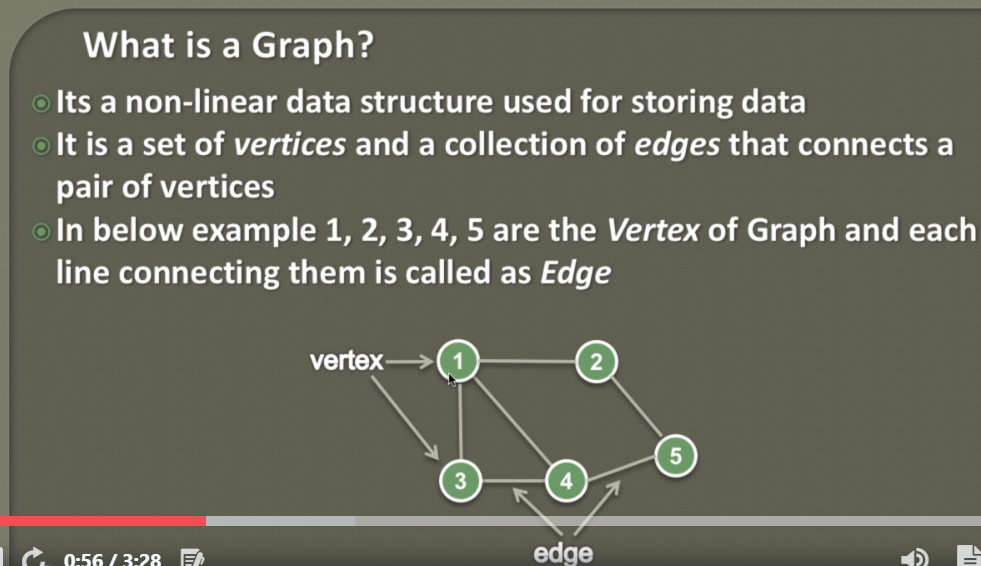 What is a Graph?
Its a non-linear data structure used for storing data
It is a set of vertices and a collection of edges that connects a
pair of vertices
In below example 1, 2, 3, 4, 5 are the Vertex of Graph and each
line connecting them is called as Edge
vertex 1 2
5
3 4
edge
0:56 / 3:28